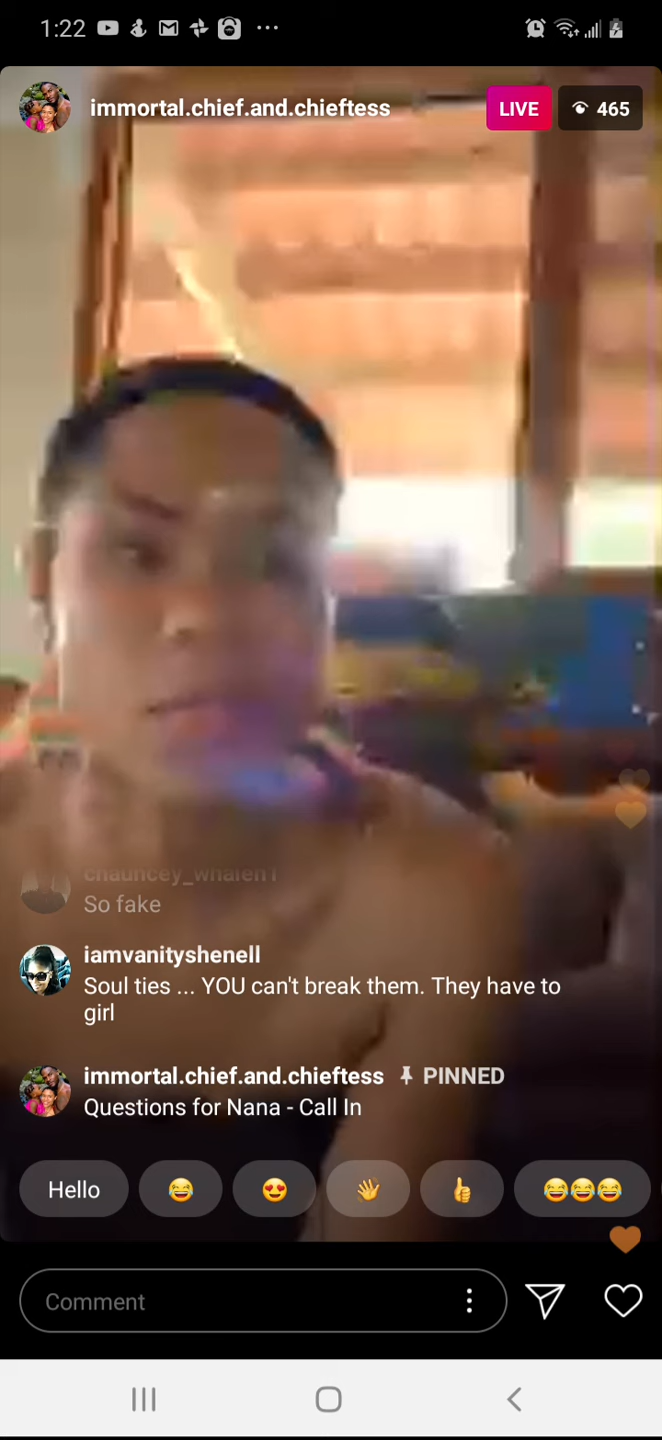 1:22
immortal.chief.and.chieftess
LIVE
465
chauncey_whalen1
So fake
iamvanityshenell
Soul ties ... YOU can't break them. They have to
girl
immortal.chief.and.chieftess PINNED
Questions for Nana - Call In
Hello
Comment